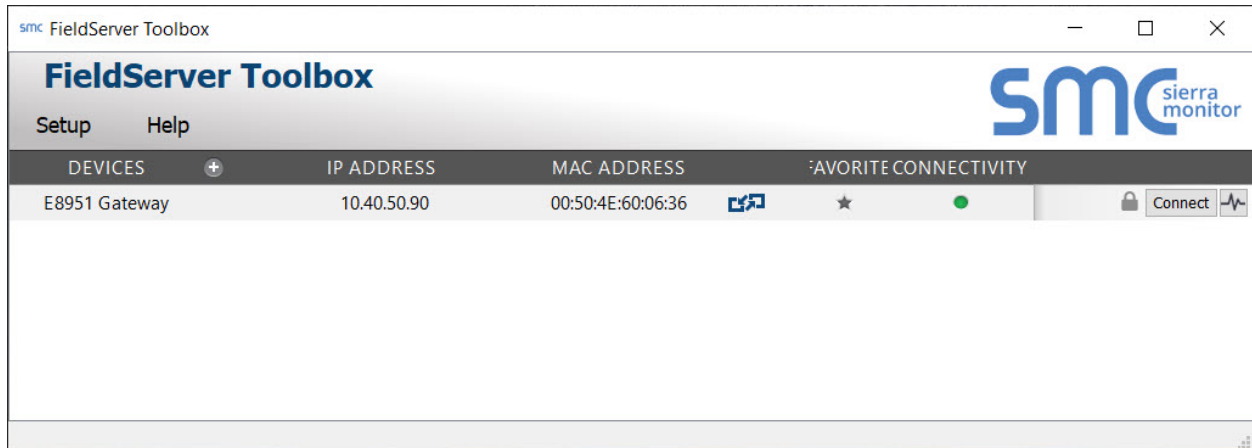 smc FieldServer Toolbox
FieldServer Toolbox
smc sierra monitor
Setup Help
DEVICES IP ADDRESS MAC ADDRESS FAVORITE CONNECTIVITY
E8951 Gateway 10.40.50.90 00:50:4E:60:06:36 Connect